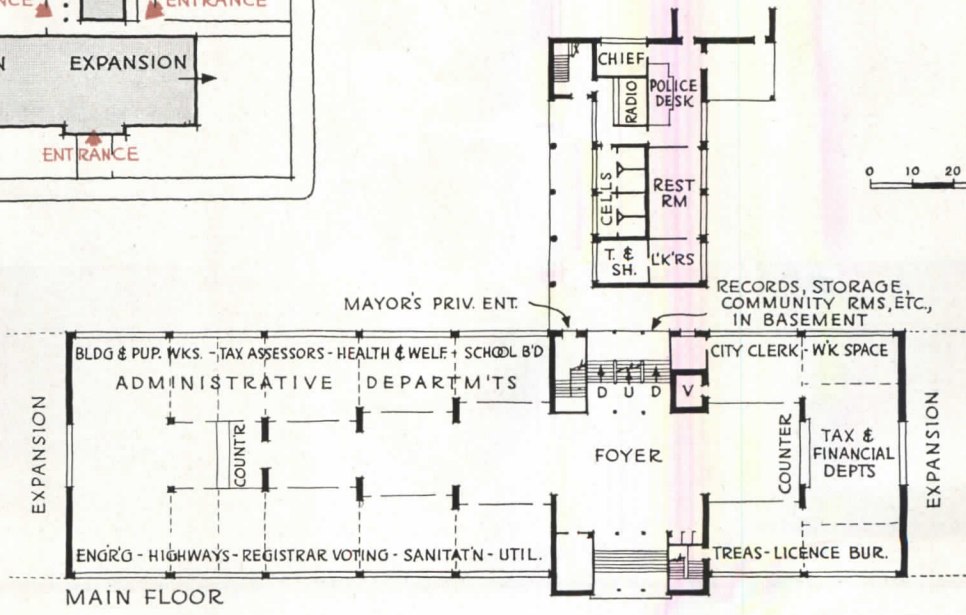 ENTRANCE
N EXPANSION
ENTRANCE
CHIEF
RADIO
POLICE
DESK
CELLS
REST
RM
T. &
SH.
L'K'RS
0 10 20
MAYOR'S PRIV. ENT.
RECORDS, STORAGE,
COMMUNITY RMS, ETC.,
IN BASEMENT
BLDG & PUP. WKS. - TAX ASSESSORS - HEALTH & WELF. - SCHOOL B'D
ADMINISTRATIVE DEPARTM'TS
CITY CLERK - W'K SPACE
D U D
V
EXPANSION
COUNT'R.
FOYER
COUNTER
TAX &
FINANCIAL
DEPTS
EXPANSION
ENGR'G - HIGHWAYS - REGISTRAR VOTING - SANITAT'N - UTIL.
TREAS - LICENCE BUR.
MAIN FLOOR